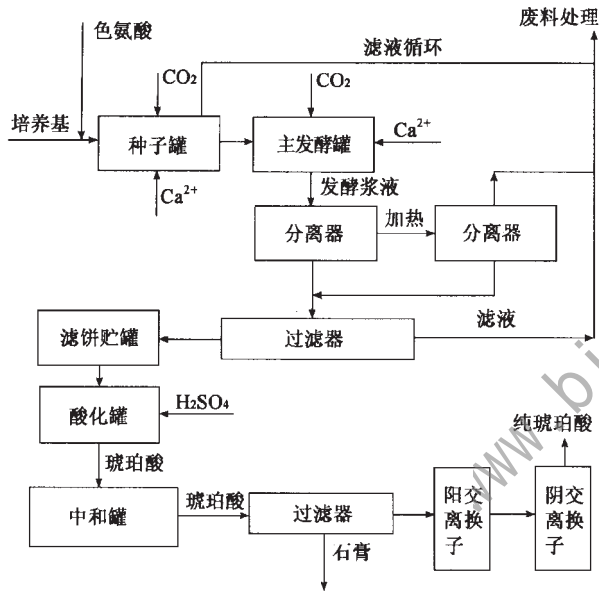 废料处理
色氨酸
滤液循环
CO₂
CO₂
培养基
种子罐
主发酵罐
Ca²⁺
Ca²⁺
发酵浆液
分离器
加热
分离器
滤饼贮罐
过滤器
滤液
酸化罐
H₂SO₄
琥珀酸
纯琥珀酸
中和罐
琥珀酸
过滤器
阳交
离换
子
阴交
离换
子
石膏
www.bi